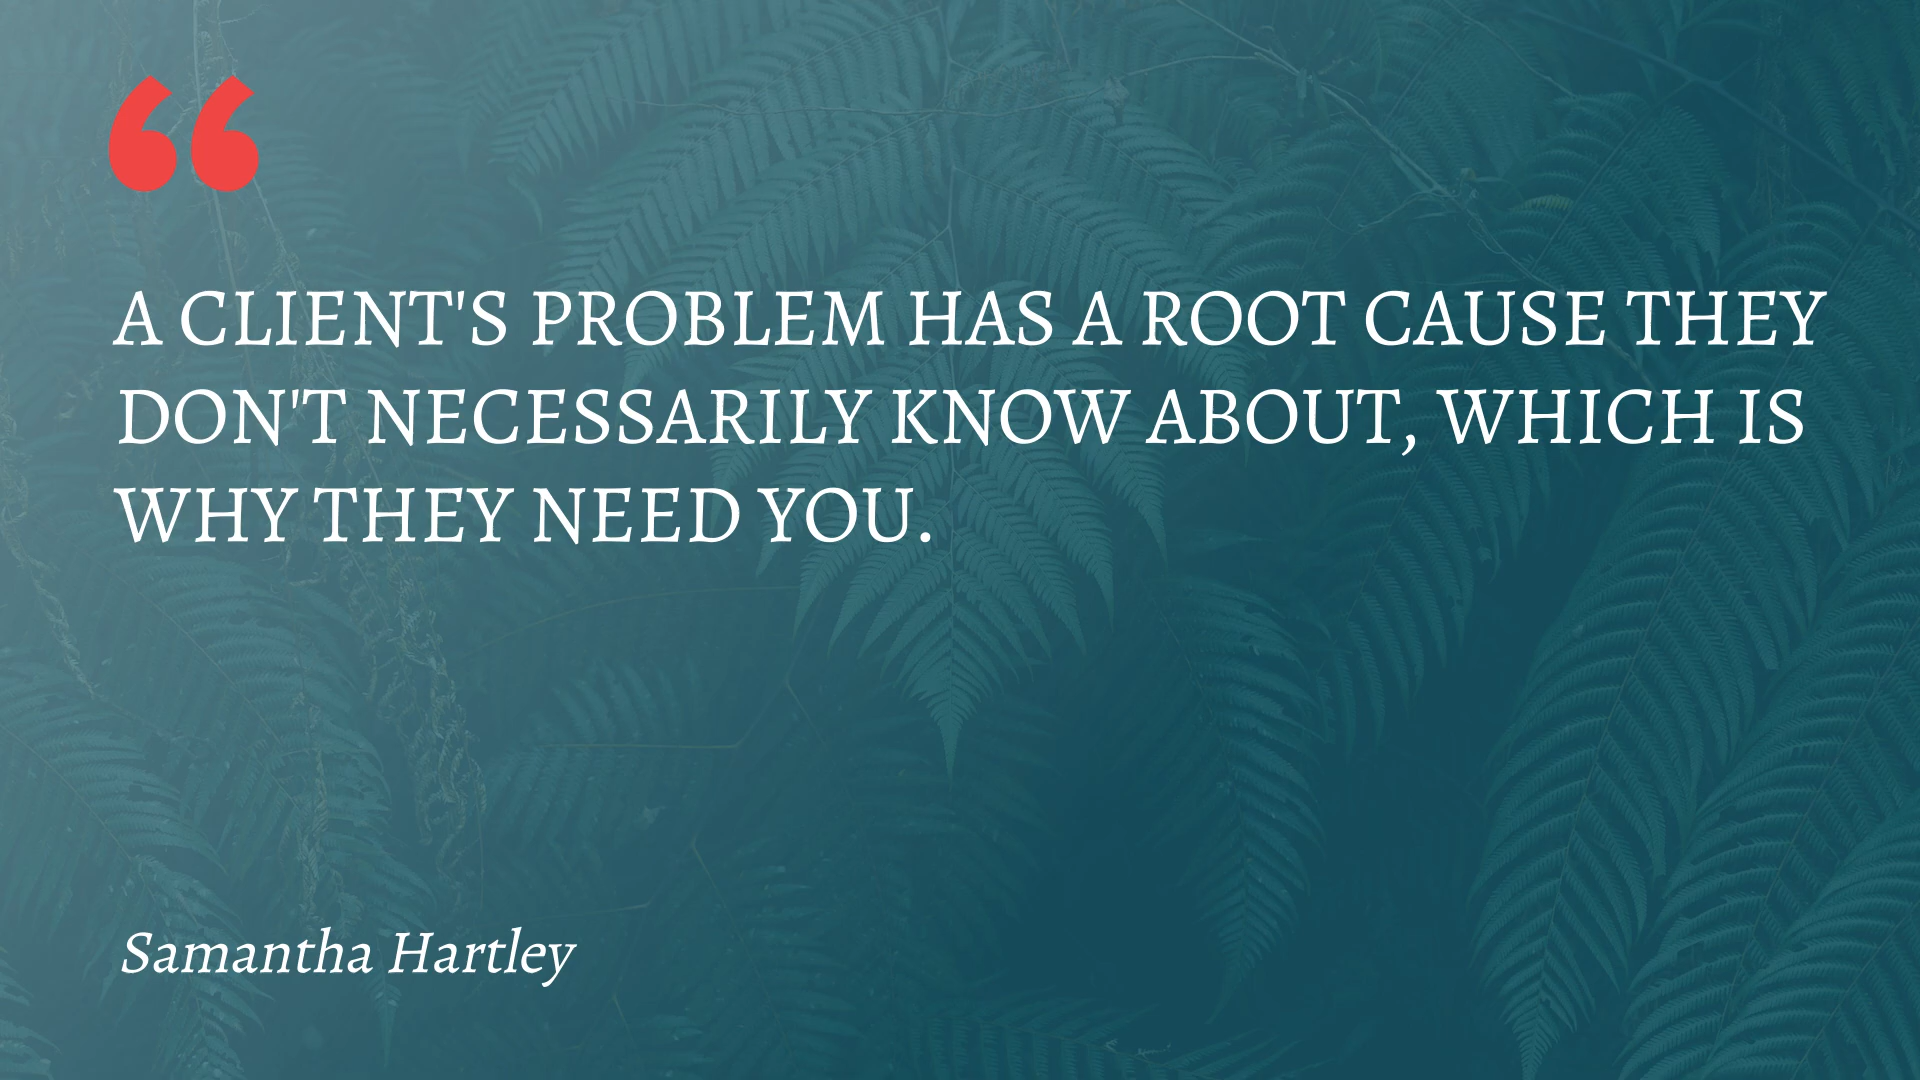 “
A CLIENT'S PROBLEM HAS A ROOT CAUSE THEY
DON'T NECESSARILY KNOW ABOUT, WHICH IS
WHY THEY NEED YOU.
Samantha Hartley